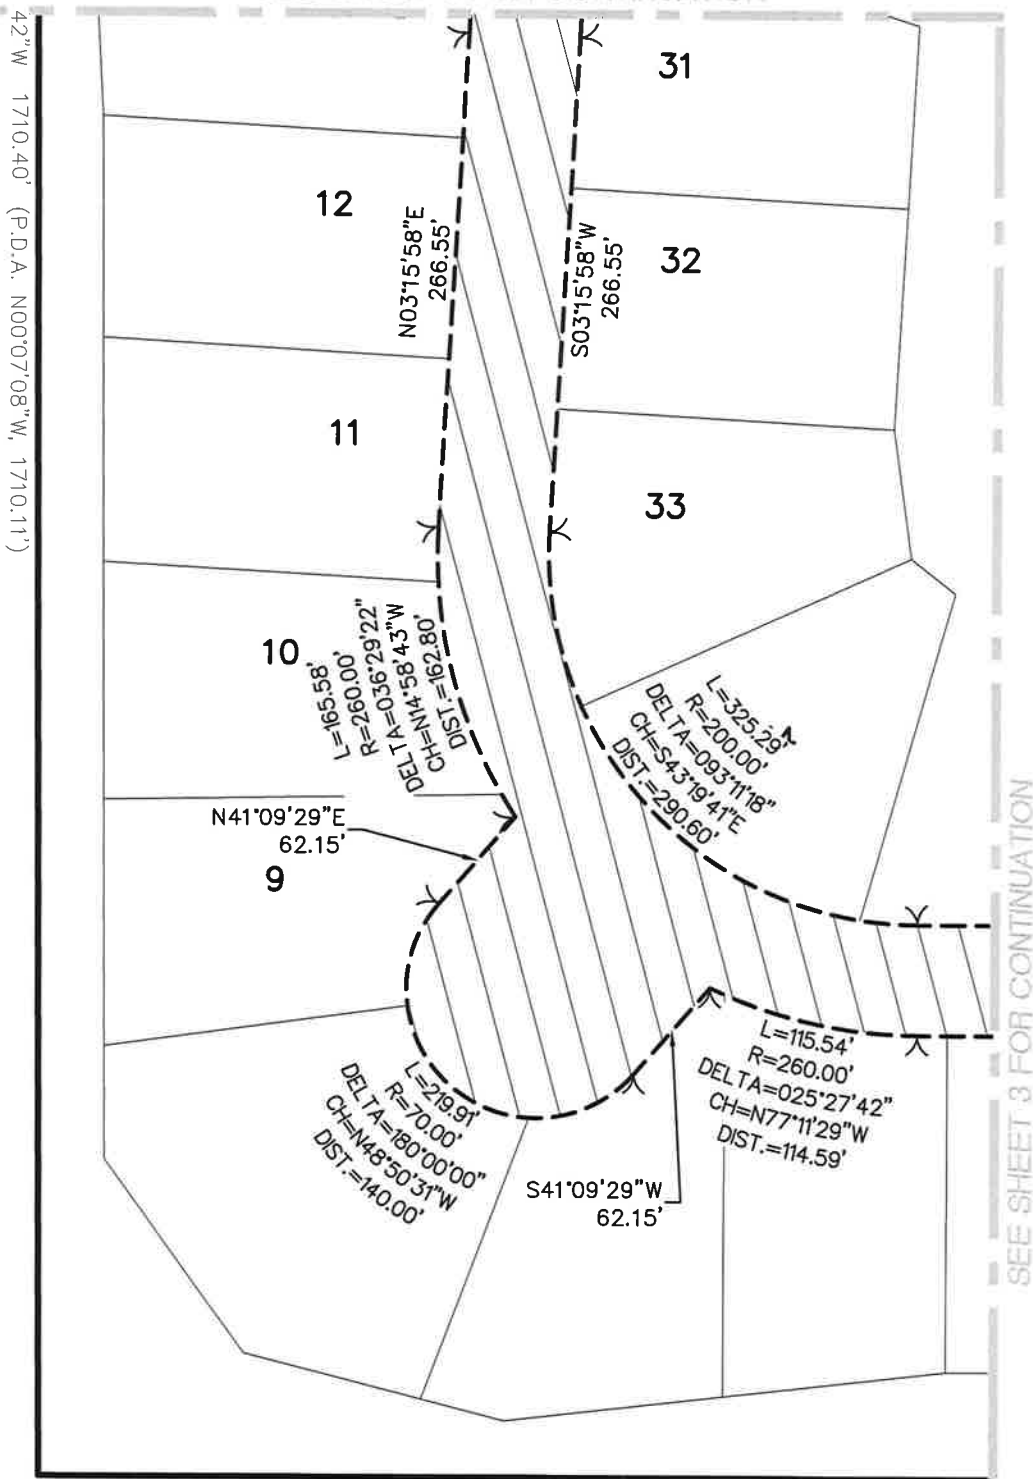 31
12
N03°15'58"E
266.55'
S03°15'58"W
266.55'
32
11
33
42"W 1710.40' (P.D.A. N00°07'08"W, 1710.11')
10
L=165.58'
R=260.00'
DELTA=036°29'22"
CH=N14°58'43"W
DIST.=162.80'
L=325.29'
R=200.00'
DELTA=093°11'18"
CH=S43°19'41"E
DIST.=290.60'
N41°09'29"E
62.15'
9
L=219.91'
R=70.00'
DELTA=180°00'00"
CH=N48°50'31"W
DIST.=140.00'
L=115.54'
R=260.00'
DELTA=025°27'42"
CH=N77°11'29"W
DIST.=114.59'
S41°09'29"W
62.15'
SEE SHEET 3 FOR CONTINUATION